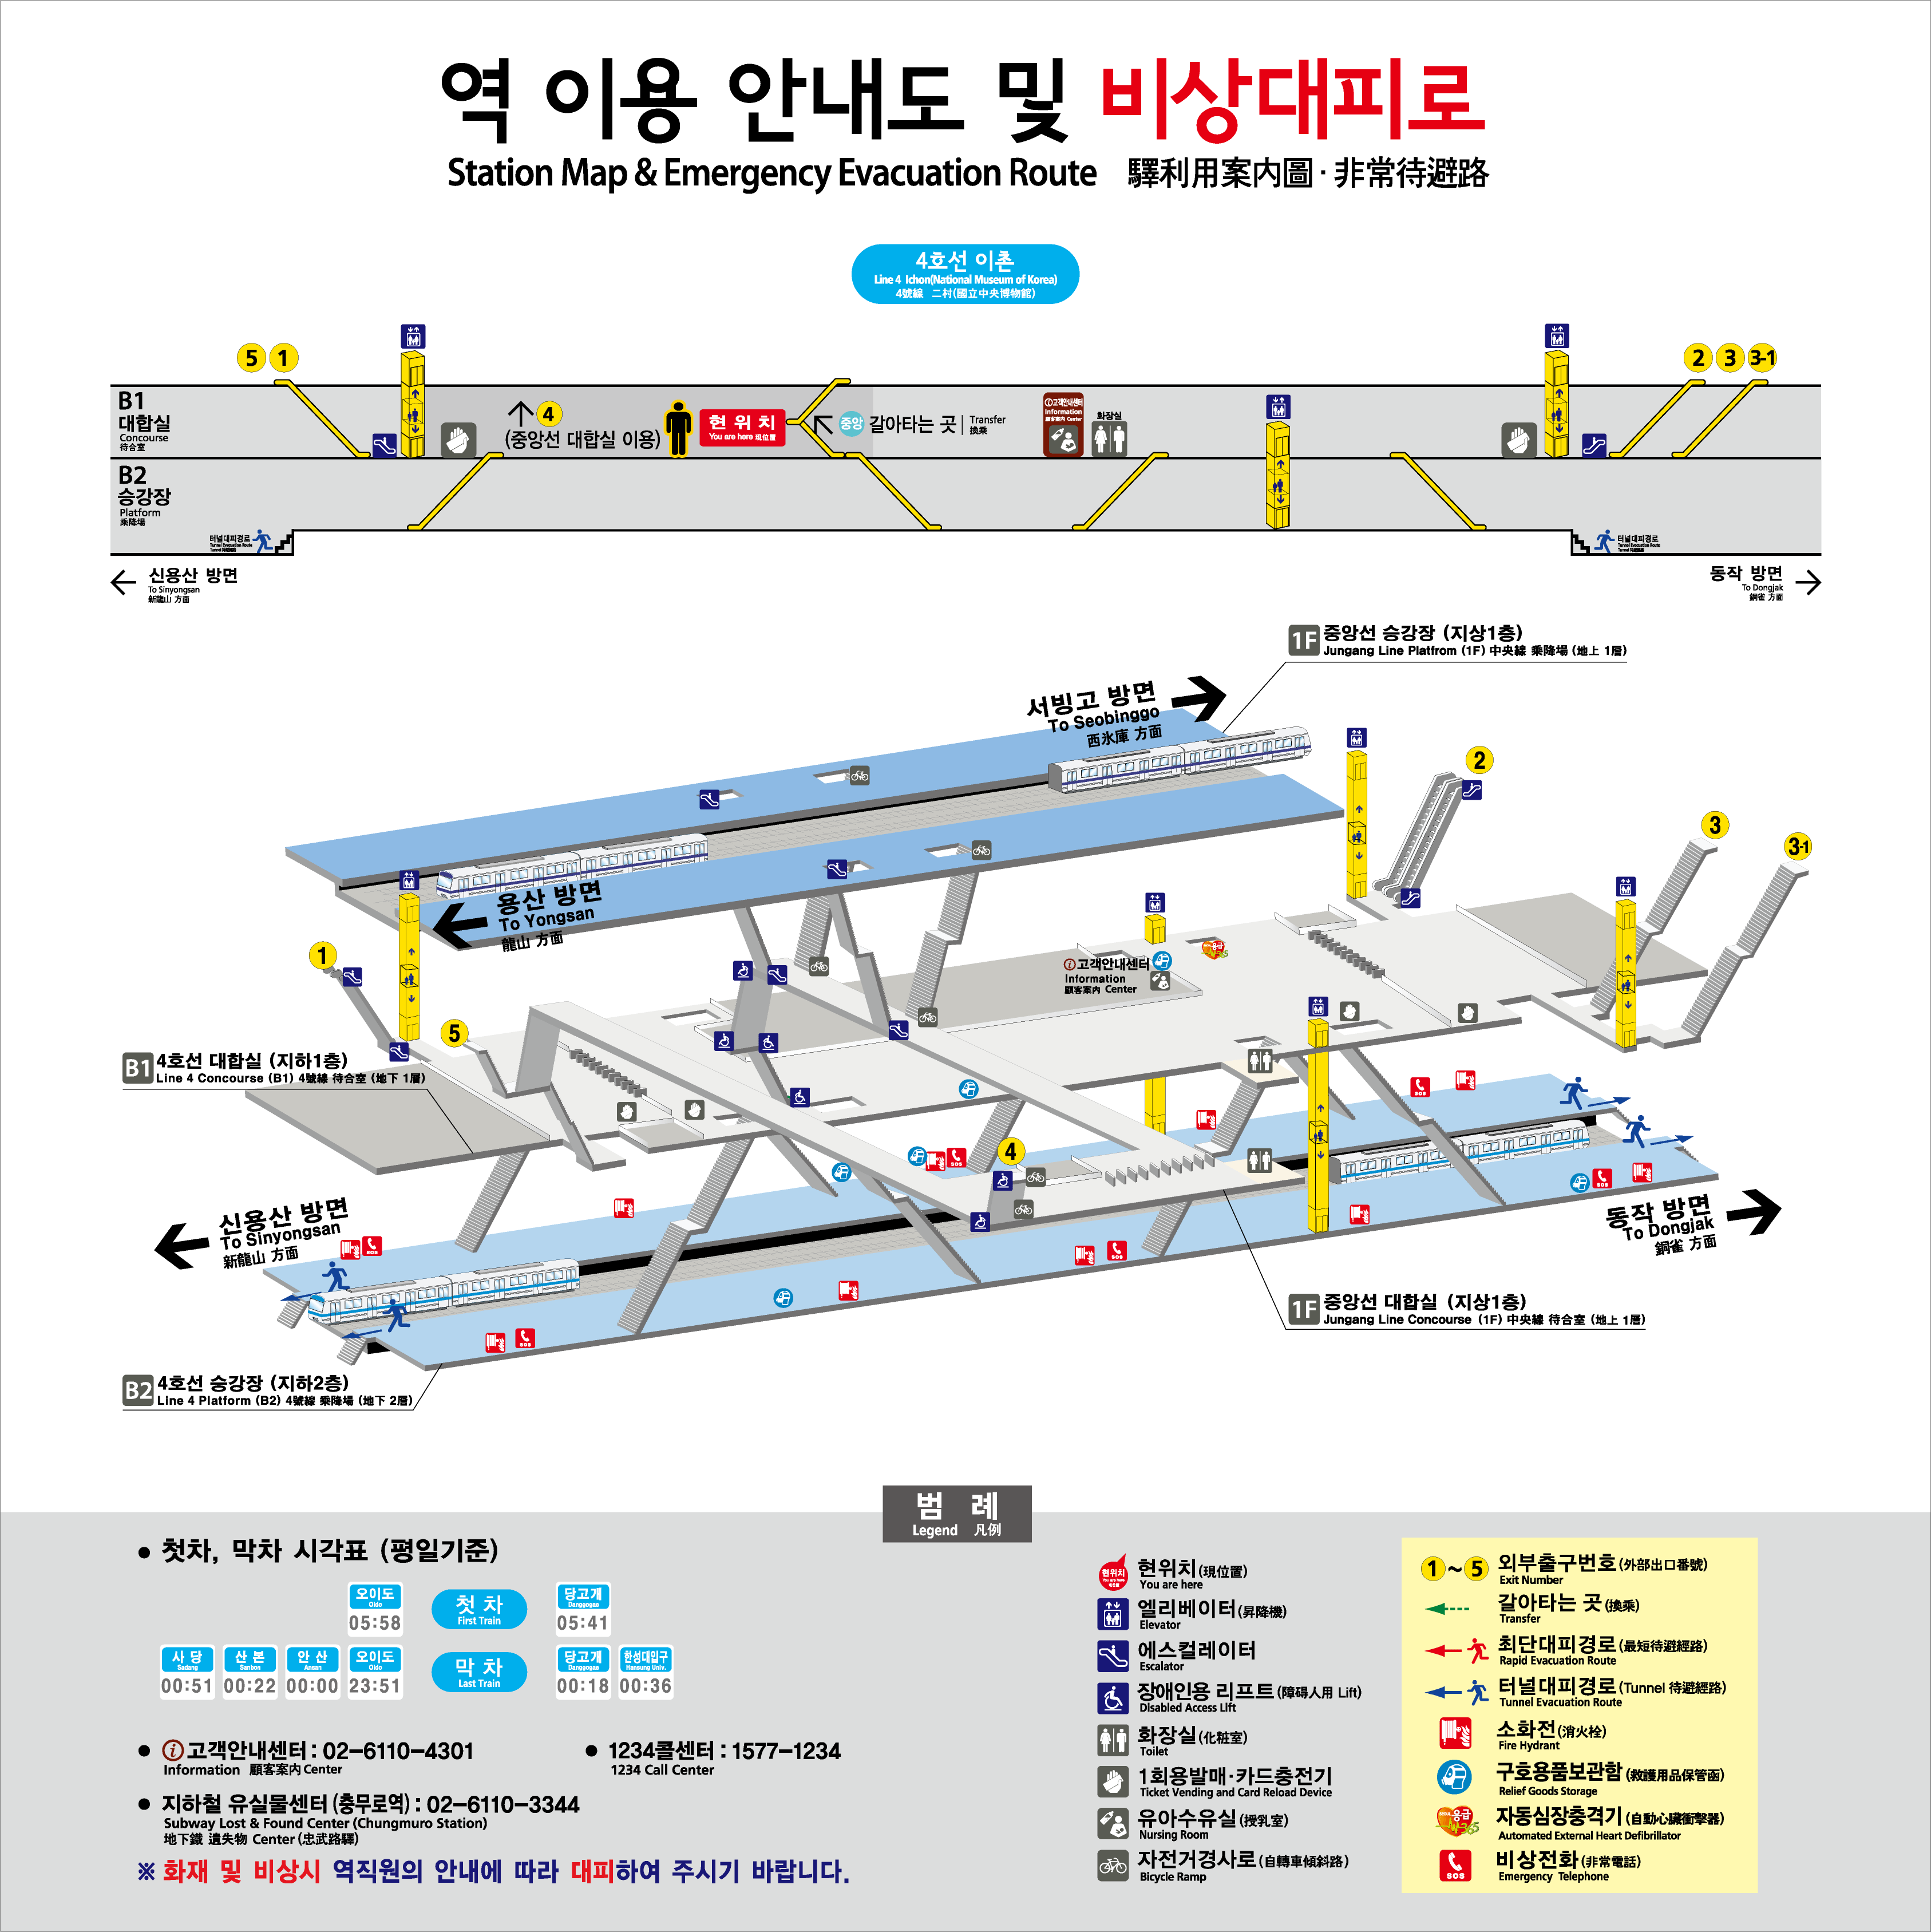 역 이용 안내도 및 비상대피로
Station Map & Emergency Evacuation Route 驛利用案內圖 · 非常待避路
4호선 이촌
Line 4 Ichon(National Museum of Korea)
4號線 二村(國立中央博物館)
5 1
2 3 3-1
B1
대합실
Concourse
待合室
4
(중앙선 대합실 이용)
현 위 치
You are here 現位置
중앙 갈아타는 곳 Transfer
換乘
고객안내센터
Information
顧客案內 Center
화장실
B2
승강장
Platform
乘降場
터널대피경로
Tunnel Evacuation Route
터널대피경로
Tunnel Evacuation Route
신용산 방면
To Sinyongsan
新龍山 方面
동작 방면
To Dongjak
銅雀 方面
1F 중앙선 승강장 (지상1층)
Jungang Line Platfrom (1F) 中央線 乘降場 (地上 1層)
서빙고 방면
To Seobinggo
西氷庫 方面
2
3
3-1
용산 방면
To Yongsan
龍山 方面
1
5
고객안내센터
Information
顧客案內 Center
응급
B1 4호선 대합실 (지하1층)
Line 4 Concourse (B1) 4號線 待合室 (地下 1層)
4
SOS
SOS
SOS
SOS
SOS
SOS
신용산 방면
To Sinyongsan
新龍山 方面
동작 방면
To Dongjak
銅雀 方面
1F 중앙선 대합실 (지상1층)
Jungang Line Concourse (1F) 中央線 待合室 (地上 1層)
B2 4호선 승강장 (지하2층)
Line 4 Platform (B2) 4號線 乘降場 (地下 2層)
범 례
Legend 凡例
● 첫차, 막차 시각표 (평일기준)
오이도
Oido
05:58
첫 차
First Train
당고개
Danggogae
05:41
사 당
Sadang
00:51
산 본
Sanbon
00:22
안 산
Ansan
00:00
오이도
Oido
23:51
막 차
Last Train
당고개
Danggogae
00:18
한성대입구
Hansung Univ.
00:36
● 고객안내센터 : 02-6110-4301
Information 顧客案內 Center
● 1234콜센터 : 1577-1234
1234 Call Center
● 지하철 유실물센터 (충무로역) : 02-6110-3344
Subway Lost & Found Center (Chungmuro Station)
地下鐵 遺失物 Center (忠武路驛)
※ 화재 및 비상시 역직원의 안내에 따라 대피하여 주시기 바랍니다.
현위치
You are here
現位置
현위치(現位置)
You are here
엘리베이터(昇降機)
Elevator
에스컬레이터
Escalator
장애인용 리프트(障碍人用 Lift)
Disabled Access Lift
화장실(化粧室)
Toilet
1회용발매·카드충전기
Ticket Vending and Card Reload Device
유아수유실(授乳室)
Nursing Room
자전거경사로(自轉車傾斜路)
Bicycle Ramp
1 ~ 5 외부출구번호(外部出口番號)
Exit Number
갈아타는 곳(換乘)
Transfer
최단대피경로(最短待避經路)
Rapid Evacuation Route
터널대피경로(Tunnel 待避經路)
Tunnel Evacuation Route
소화전(消火栓)
Fire Hydrant
구호용품보관함(救護用品保管函)
Relief Goods Storage
응급
자동심장충격기(自動心臟衝擊器)
Automated External Heart Defibrillator
SOS
비상전화(非常電話)
Emergency Telephone